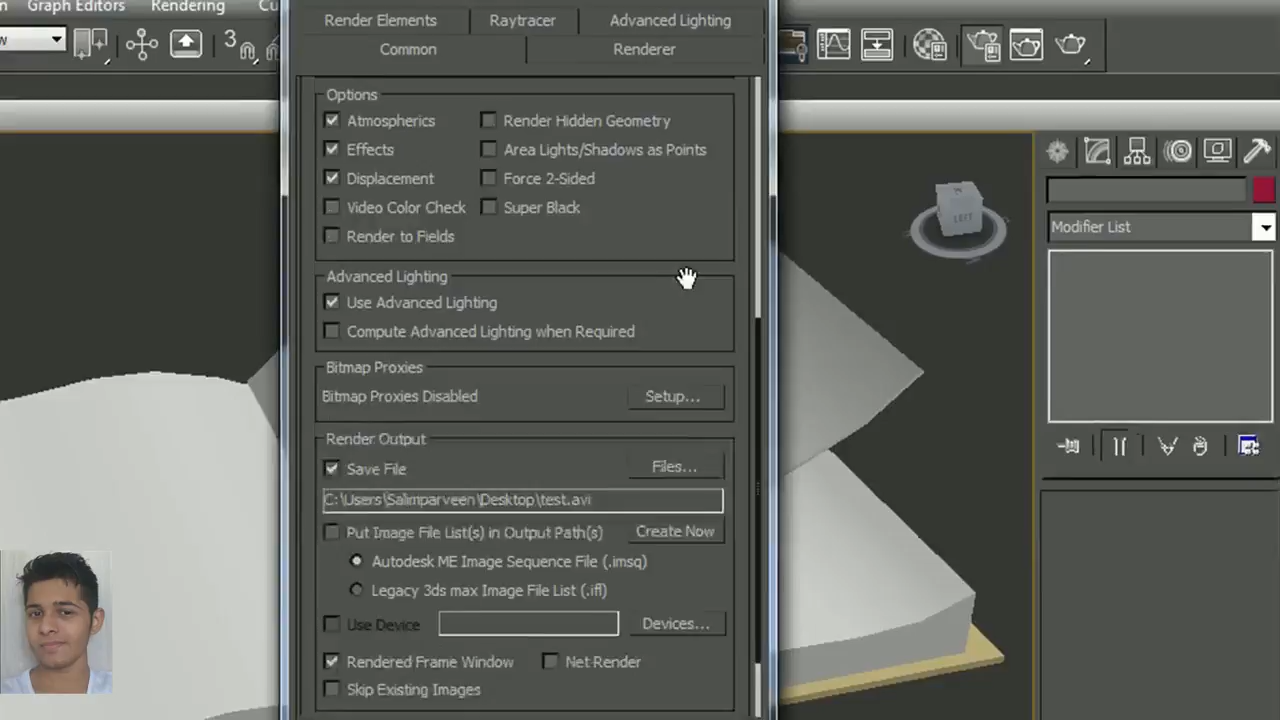 Graph Editors Rendering Cu
Render Elements Raytracer Advanced Lighting
Common Renderer
3
Options
Atmospherics Render Hidden Geometry
Effects Area Lights/Shadows as Points
Displacement Force 2-Sided
Video Color Check Super Black
Render to Fields
Advanced Lighting
Use Advanced Lighting
Compute Advanced Lighting when Required
Bitmap Proxies
Bitmap Proxies Disabled Setup...
Render Output
Save File Files...
C:\Users\Salimparveen\Desktop\test.avi
Put Image File List(s) in Output Path(s) Create Now
Autodesk ME Image Sequence File (.imsq)
Legacy 3ds max Image File List (.ifl)
Use Device Devices...
Rendered Frame Window Net Render
Skip Existing Images
LEFT
Modifier List